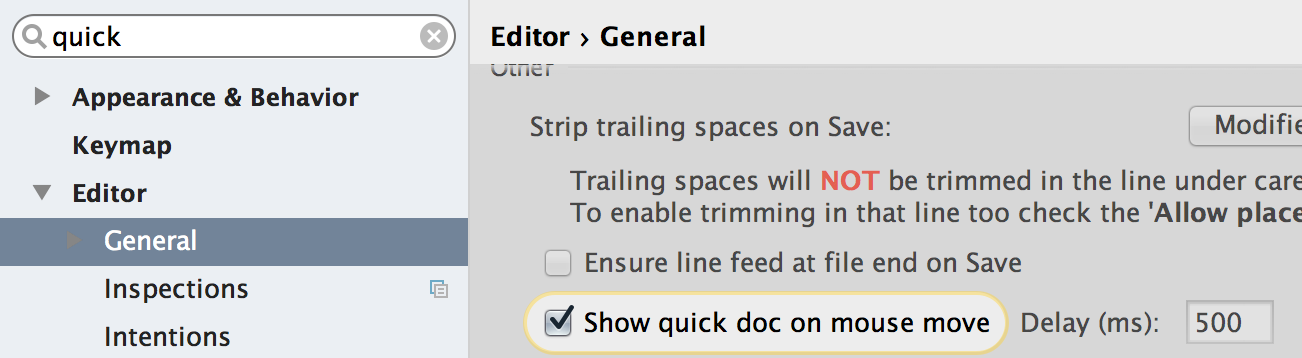 quick
Appearance & Behavior
Keymap
Editor
General
Inspections
Intentions
Editor › General
Other
Strip trailing spaces on Save:
Trailing spaces will NOT be trimmed in the line under
To enable trimming in that line too check the 'Allow
Ensure line feed at file end on Save
Show quick doc on mouse move Delay (ms): 500